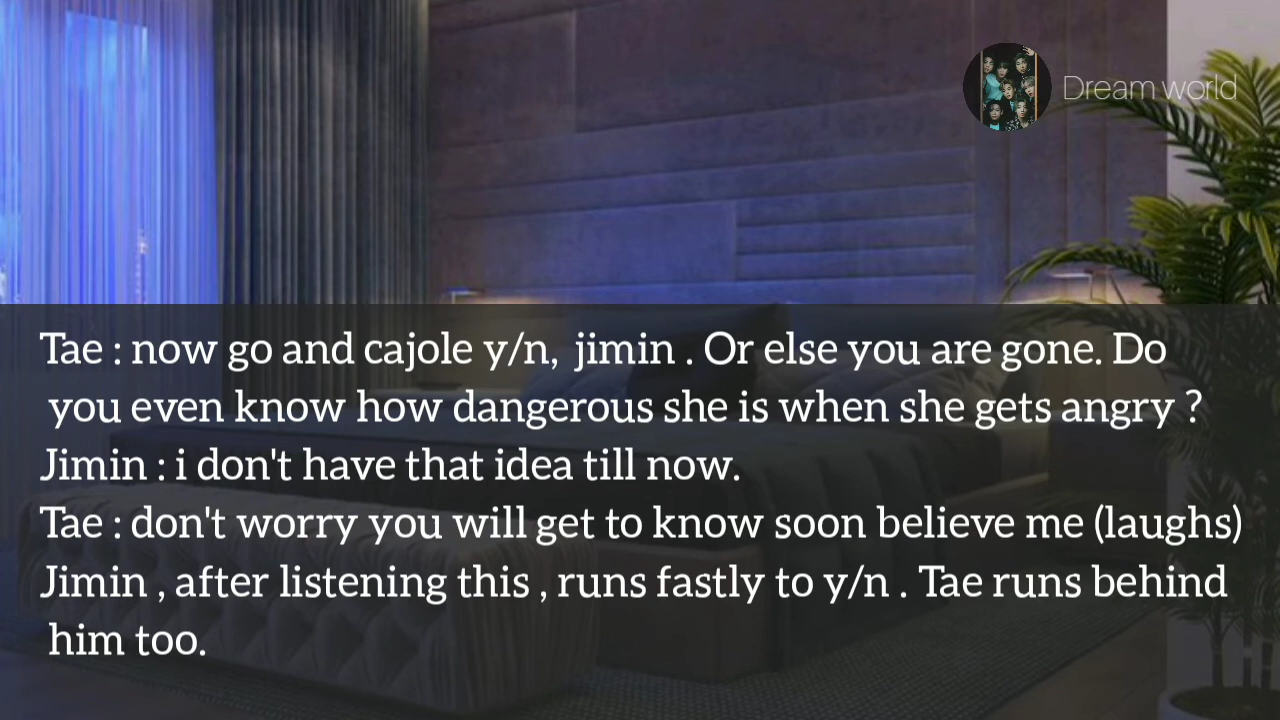 Dream world
Tae : now go and cajole y/n, jimin . Or else you are gone. Do
you even know how dangerous she is when she gets angry ?
Jimin : i don't have that idea till now.
Tae : don't worry you will get to know soon believe me (laughs)
Jimin , after listening this , runs fastly to y/n . Tae runs behind
him too.